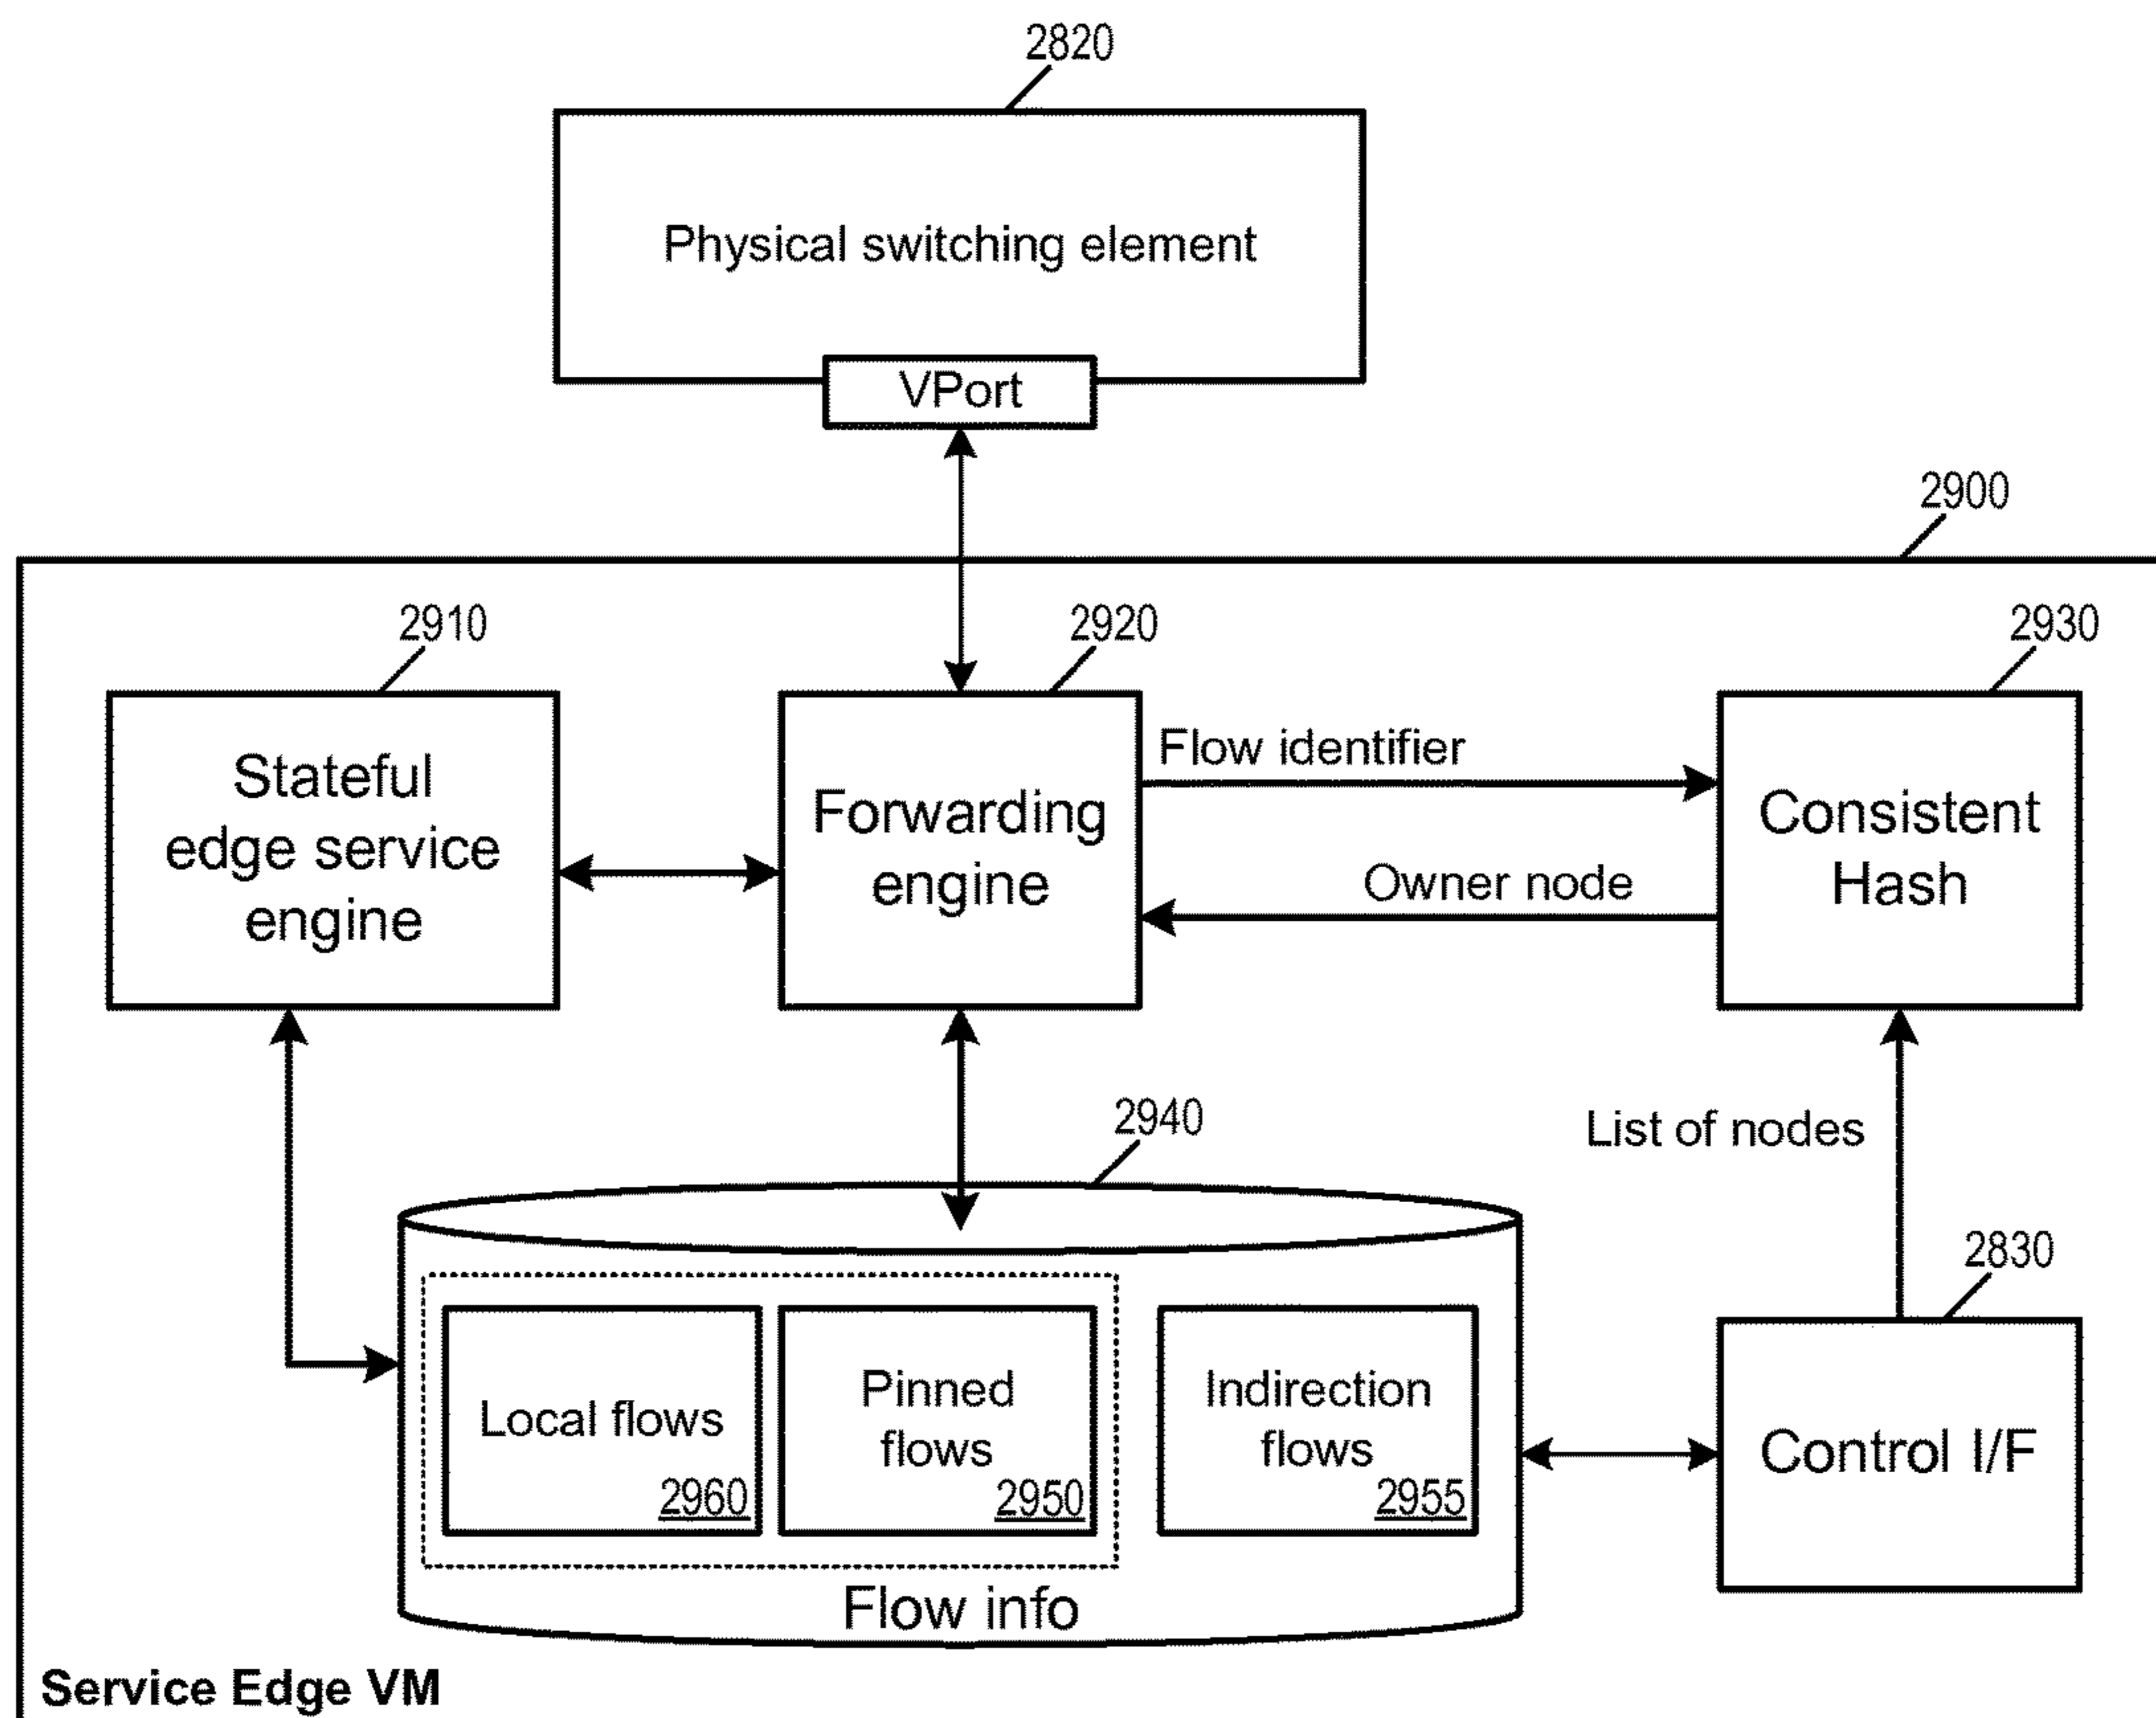 2820
Physical switching element
VPort
2900
2910
2920
2930
Stateful
edge service
engine
Forwarding
engine
Flow identifier
Owner node
Consistent
Hash
2940
List of nodes
2830
Local flows
2960
Pinned
flows
2950
Indirection
flows
2955
Control I/F
Flow info
Service Edge VM